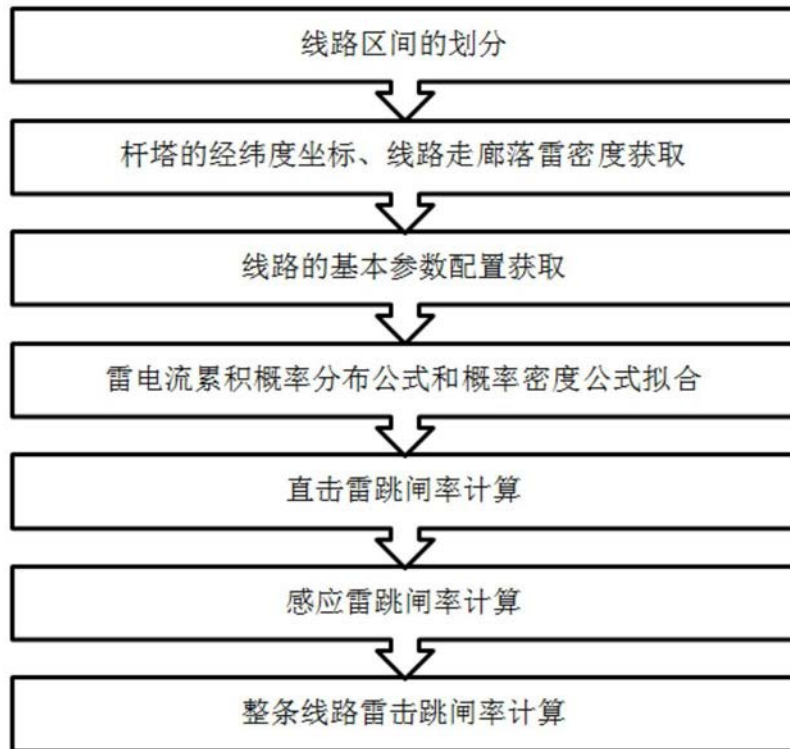 线路区间的划分
杆塔的经纬度坐标、线路走廊落雷密度获取
线路的基本参数配置获取
雷电流累积概率分布公式和概率密度公式拟合
直击雷跳闸率计算
感应雷跳闸率计算
整条线路雷击跳闸率计算